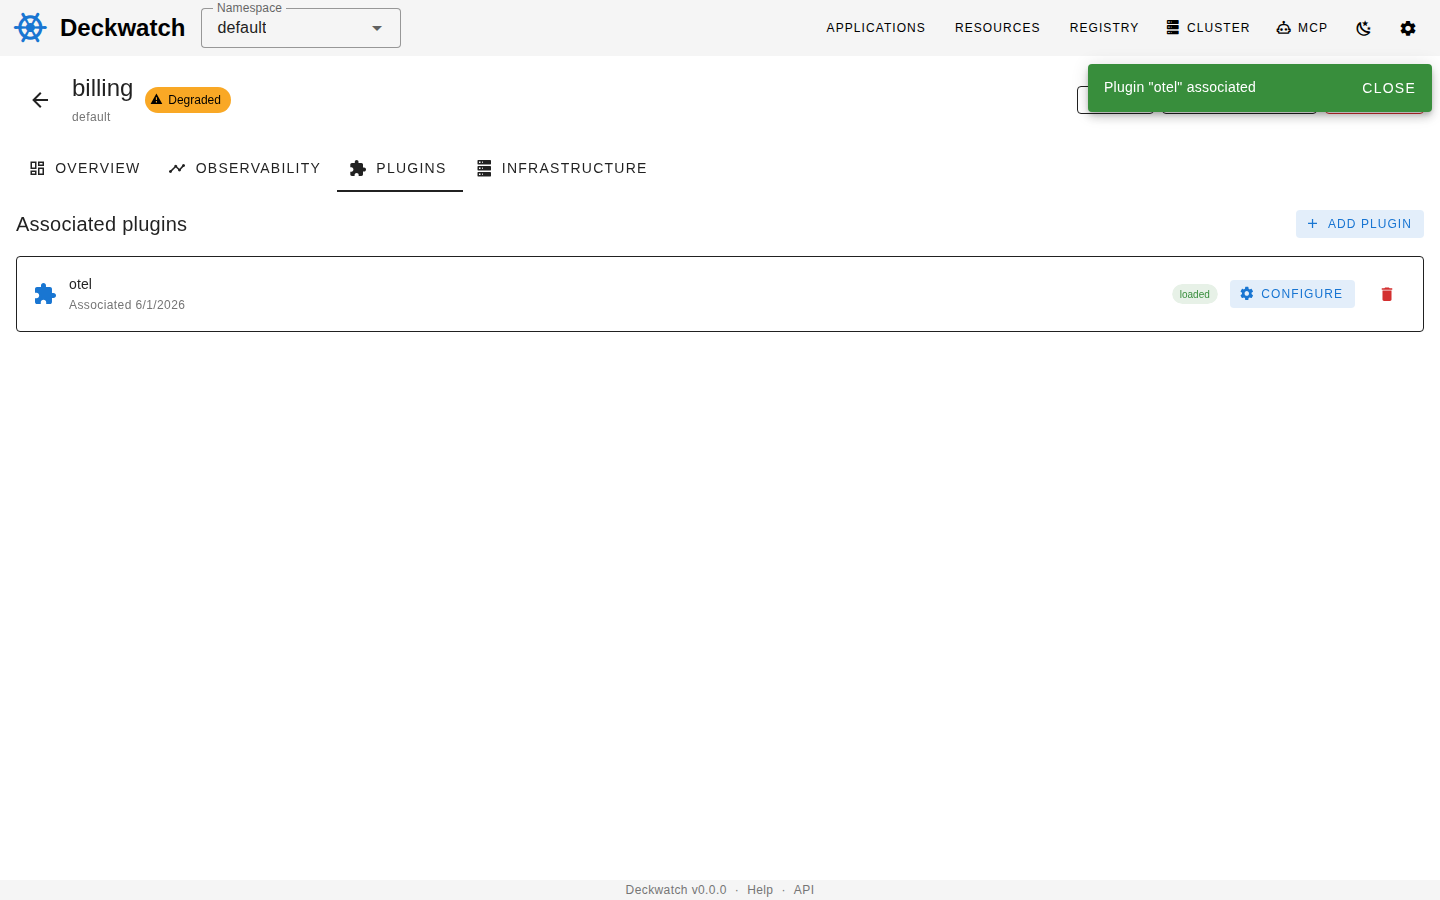 Deckwatch
Namespace
default
APPLICATIONS
RESOURCES
REGISTRY
CLUSTER
MCP
billing
default
Degraded
Plugin "otel" associated
CLOSE
OVERVIEW
OBSERVABILITY
PLUGINS
INFRASTRUCTURE
Associated plugins
ADD PLUGIN
otel
Associated 6/1/2026
loaded
CONFIGURE
Deckwatch v0.0.0 · Help · API